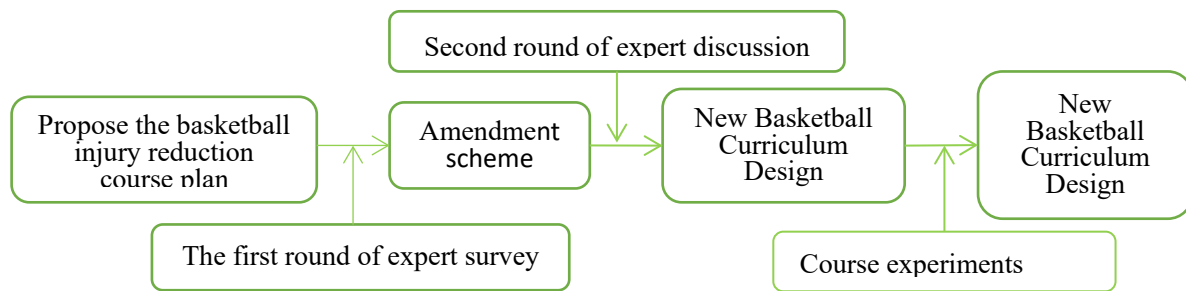 Second round of expert discussion
Propose the basketball
injury reduction
course plan
Amendment
scheme
New Basketball
Curriculum
Design
New
Basketball
Curriculum
Design
The first round of expert survey
Course experiments